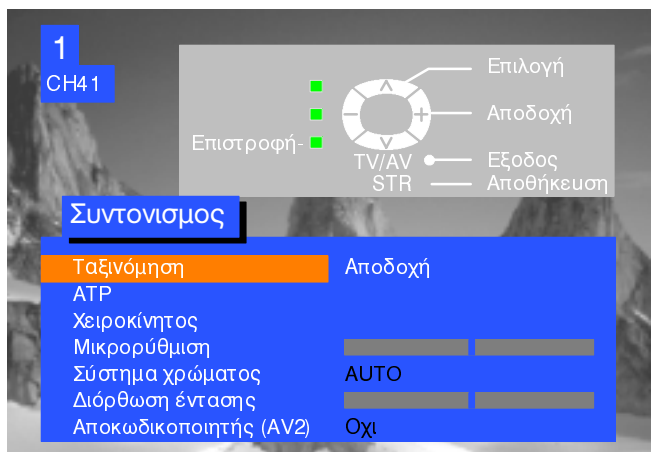 1
CH41
Επιλογή
Αποδοχή
Επιστροφή-
TV/AV Εξοδος
STR Αποθήκευση
Συντονισμος
Ταξινόμηση Αποδοχή
ATP
Χειροκίνητος
Μικρορύθμιση
Σύστημα χρώματος AUTO
Διόρθωση έντασης
Αποκωδικοποιητής (AV2) Οχι